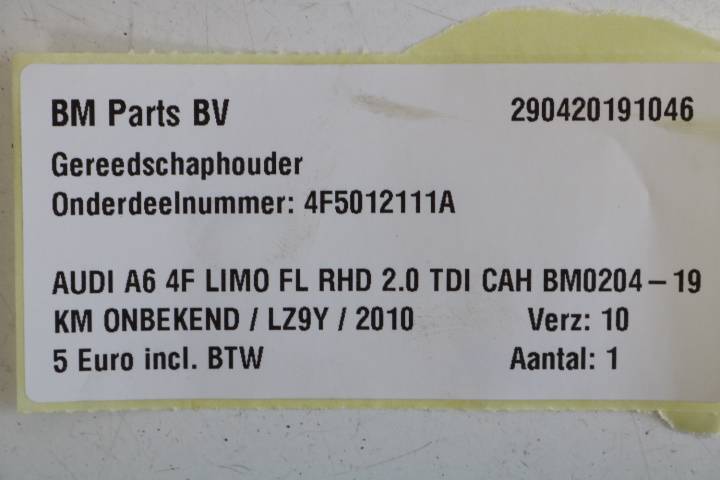 BM Parts BV 290420191046
Gereedschaphouder
Onderdeelnummer: 4F5012111A
AUDI A6 4F LIMO FL RHD 2.0 TDI CAH BM0204-19
KM ONBEKEND / LZ9Y / 2010 Verz: 10
5 Euro incl. BTW Aantal: 1